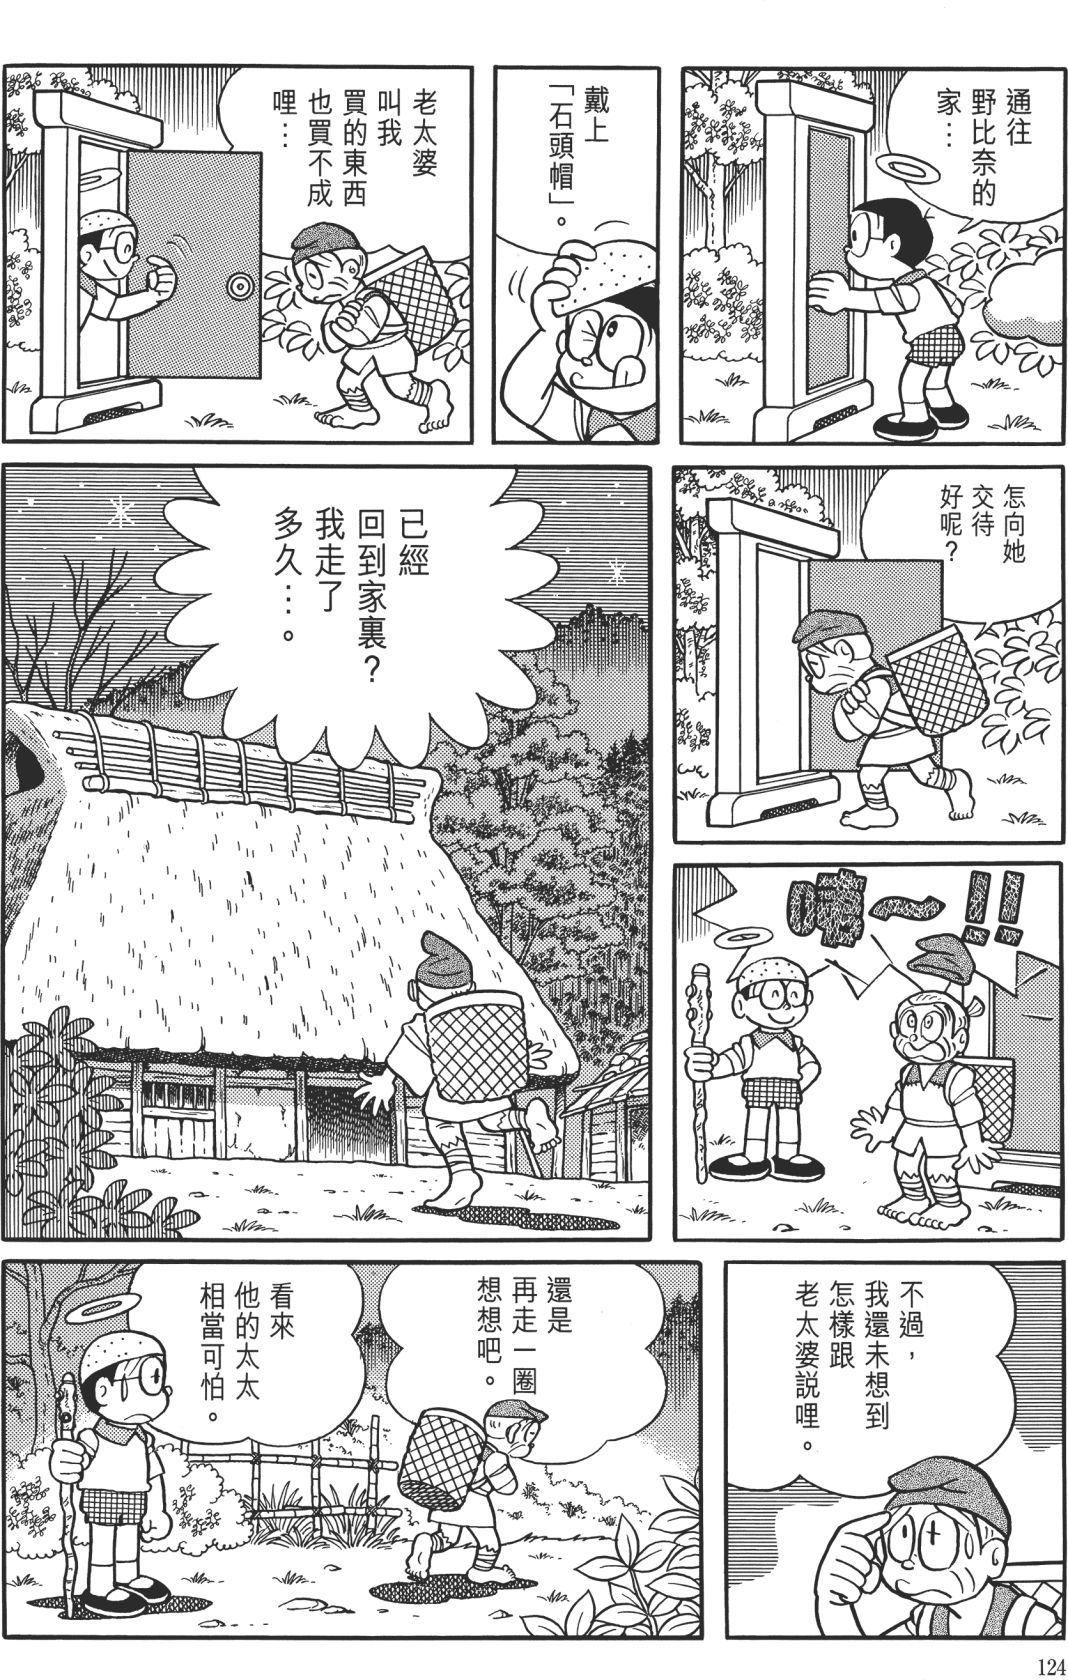 通往
野比奈的
家…
戴上
「石頭帽」。
老太婆
叫我
買的東西
也買不成
哩…
怎向她
交待
好呢？
已經
回到家裏？
我走了
多久…。
嘩～!!
不過，
我還未想到
怎樣跟
老太婆說哩。
還是
再走一圈
想想吧。
看來
他的太太
相當可怕。
124